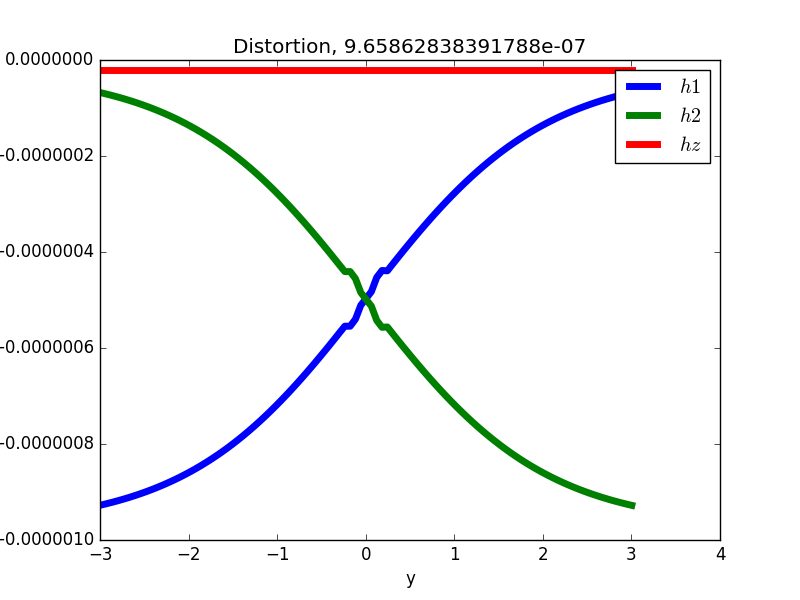 Distortion, 9.65862838391788e-07
0.0000000
-0.0000002
-0.0000004
-0.0000006
-0.0000008
-0.0000010
h1
h2
hz
−3 −2 −1 0 1 2 3 4
y